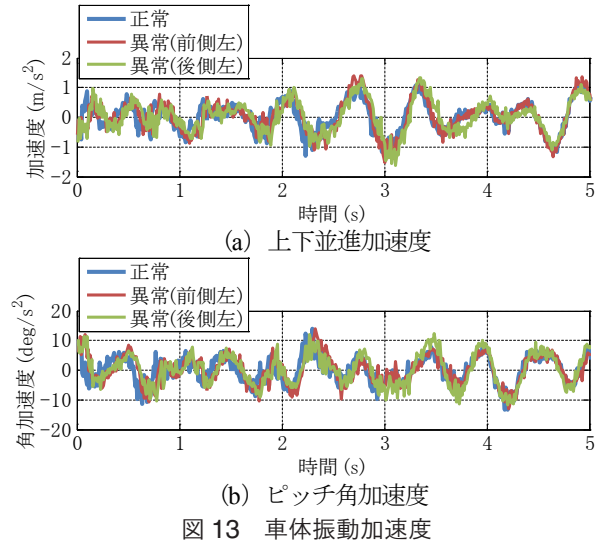 正常
異常(前側左)
異常(後側左)
加速度 (m/s²)
2
1
0
−1
−2
0 1 2 3 4 5
時間 (s)
(a) 上下並進加速度
正常
異常(前側左)
異常(後側左)
角加速度 (deg/s²)
20
10
0
−10
−20
0 1 2 3 4 5
時間 (s)
(b) ピッチ角加速度
図 13 車体振動加速度